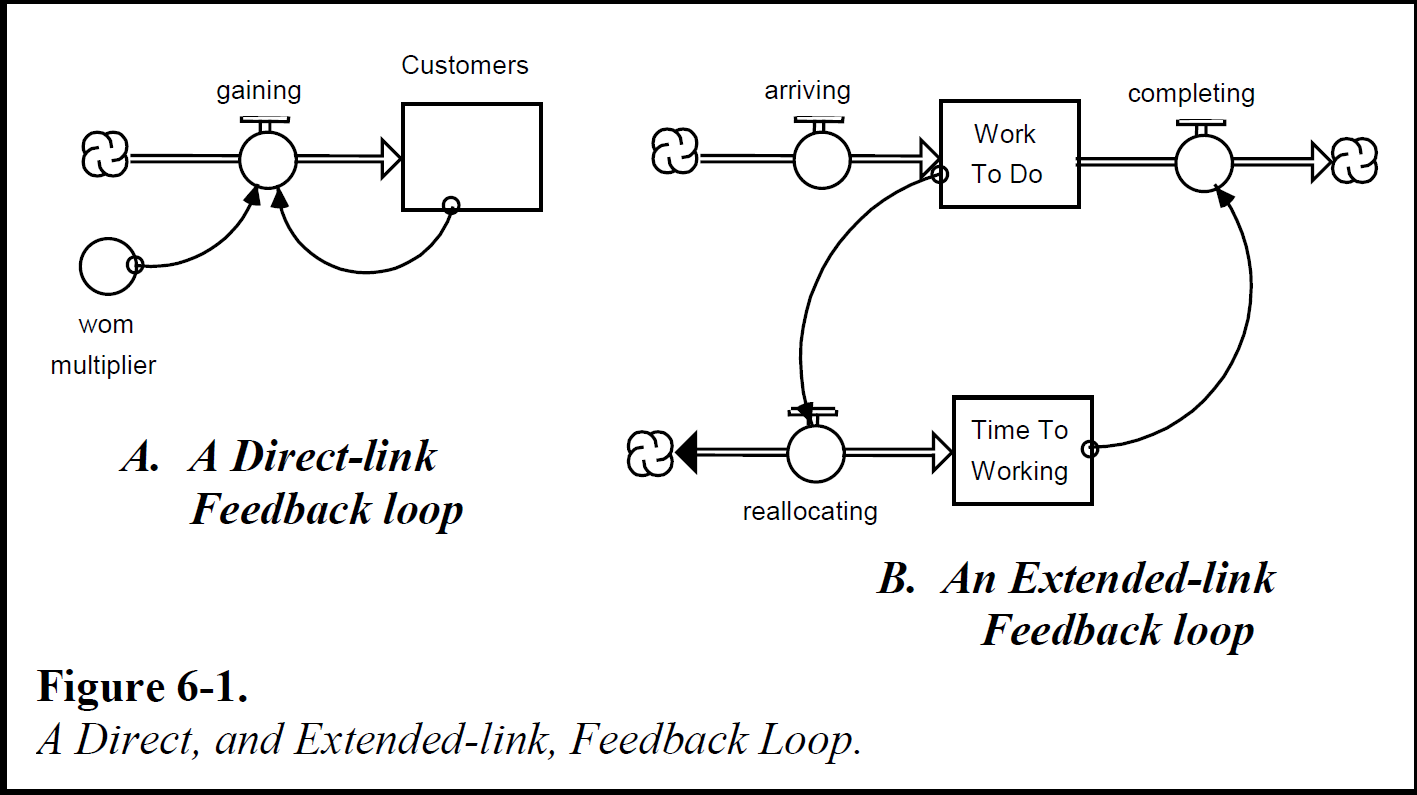 gaining
Customers
wom
multiplier
A. A Direct-link
Feedback loop
arriving
Work
To Do
completing
Time To
Working
reallocating
B. An Extended-link
Feedback loop
Figure 6-1.
A Direct, and Extended-link, Feedback Loop.